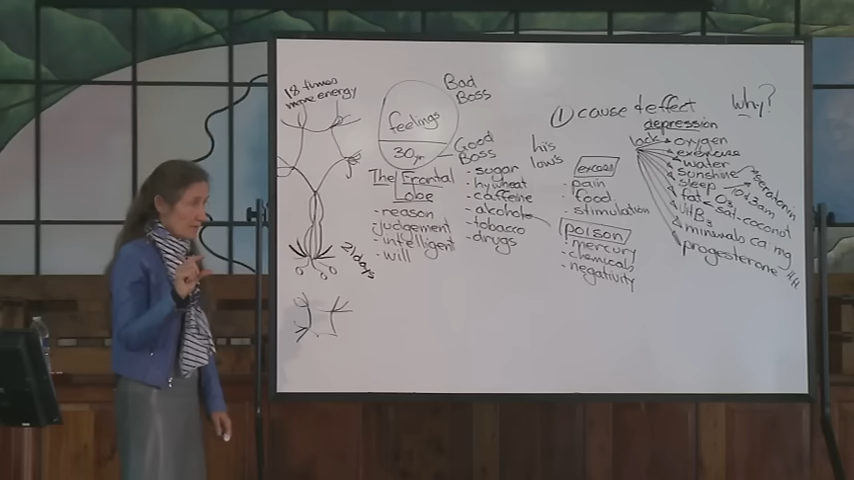 18 times
more energy
feelings
30yr
Bad
Boss
Good
Boss
The Frontal
Lobe
- reason
judgement
- intelligent
- will
21 days
- sugar
- hy wheat
- caffeine
- alcohol
- tobacco
- drugs
his
laws
① cause & effect
Why?
depression
lack
oxygen
exercise
water
sunshine
sleep
10 & 3am
serotonin
fat O3
sat-coconut
Vit B3
minerals ca mg
progesterone
excess
- pain
- food
- stimulation
poison
- mercury
- chemicals
- negativity